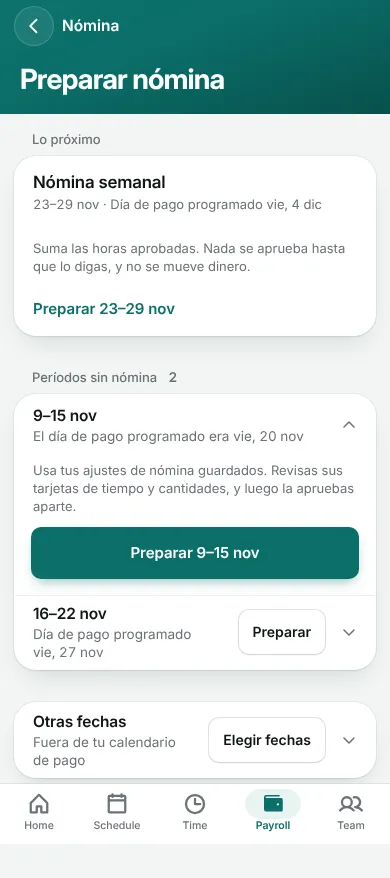 Nómina
Preparar nómina
Lo próximo
Nómina semanal
23–29 nov · Día de pago programado vie, 4 dic
Suma las horas aprobadas. Nada se aprueba hasta
que lo digas, y no se mueve dinero.
Preparar 23–29 nov
Períodos sin nómina 2
9–15 nov
El día de pago programado era vie, 20 nov
Usa tus ajustes de nómina guardados. Revisas sus
tarjetas de tiempo y cantidades, y luego la apruebas
aparte.
Preparar 9–15 nov
16–22 nov
Día de pago programado
vie, 27 nov
Preparar
Otras fechas
Fuera de tu calendario
de pago
Elegir fechas
Home
Schedule
Time
Payroll
Team